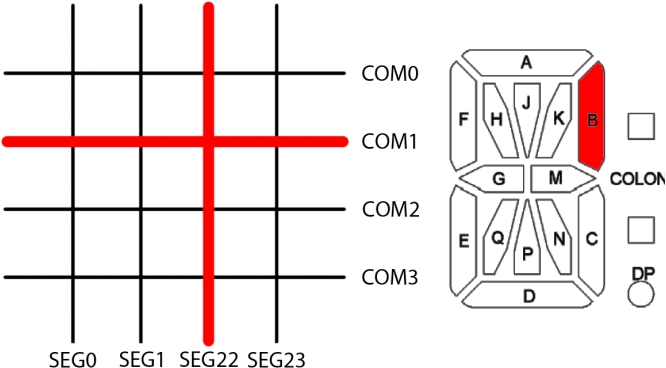 COM0
COM1
COM2
COM3
SEG0 SEG1 SEG22 SEG23
A
F H J K B
G M COLON
E Q P N C
D DP